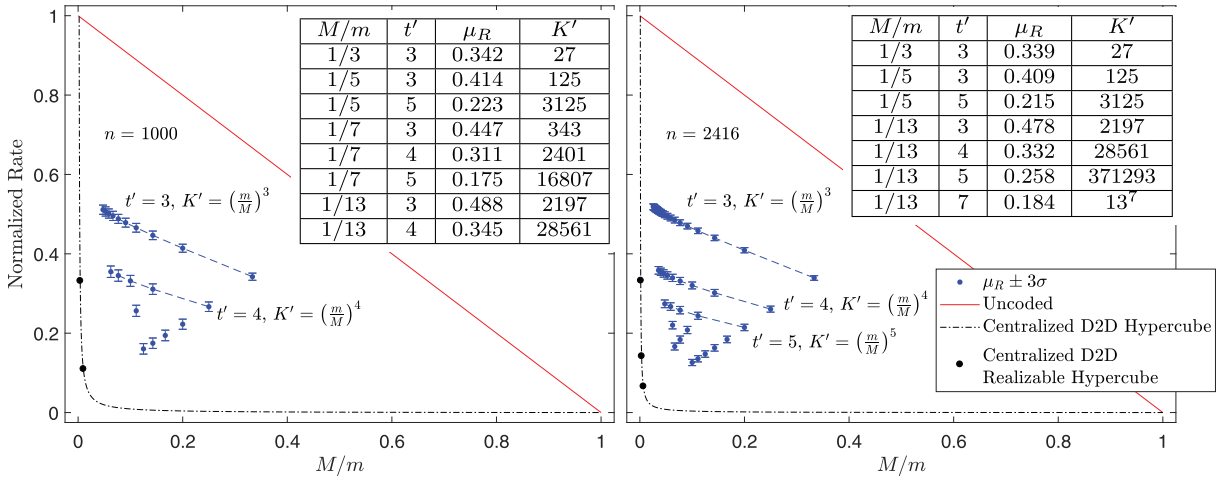 Normalized Rate
1
0.8
0.6
0.4
0.2
0
0 0.2 0.4 0.6 0.8 1
M/m
n = 1000
M/m t′ μ_R K′
1/3 3 0.342 27
1/5 3 0.414 125
1/5 5 0.223 3125
1/7 3 0.447 343
1/7 4 0.311 2401
1/7 5 0.175 16807
1/13 3 0.488 2197
1/13 4 0.345 28561
t′ = 3, K′ = (m/M)^3
t′ = 4, K′ = (m/M)^4
n = 2416
M/m t′ μ_R K′
1/3 3 0.339 27
1/5 3 0.409 125
1/5 5 0.215 3125
1/13 3 0.478 2197
1/13 4 0.332 28561
1/13 5 0.258 371293
1/13 7 0.184 13^7
t′ = 3, K′ = (m/M)^3
t′ = 4, K′ = (m/M)^4
t′ = 5, K′ = (m/M)^5
μ_R ± 3σ
Uncoded
Centralized D2D Hypercube
Centralized D2D
Realizable Hypercube
0 0.2 0.4 0.6 0.8 1
M/m